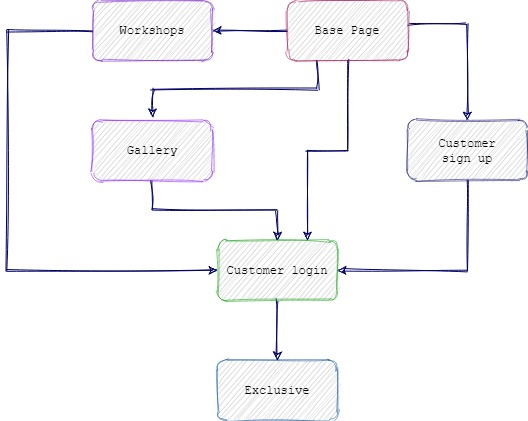 Workshops
Base Page
Gallery
Customer
sign up
Customer login
Exclusive